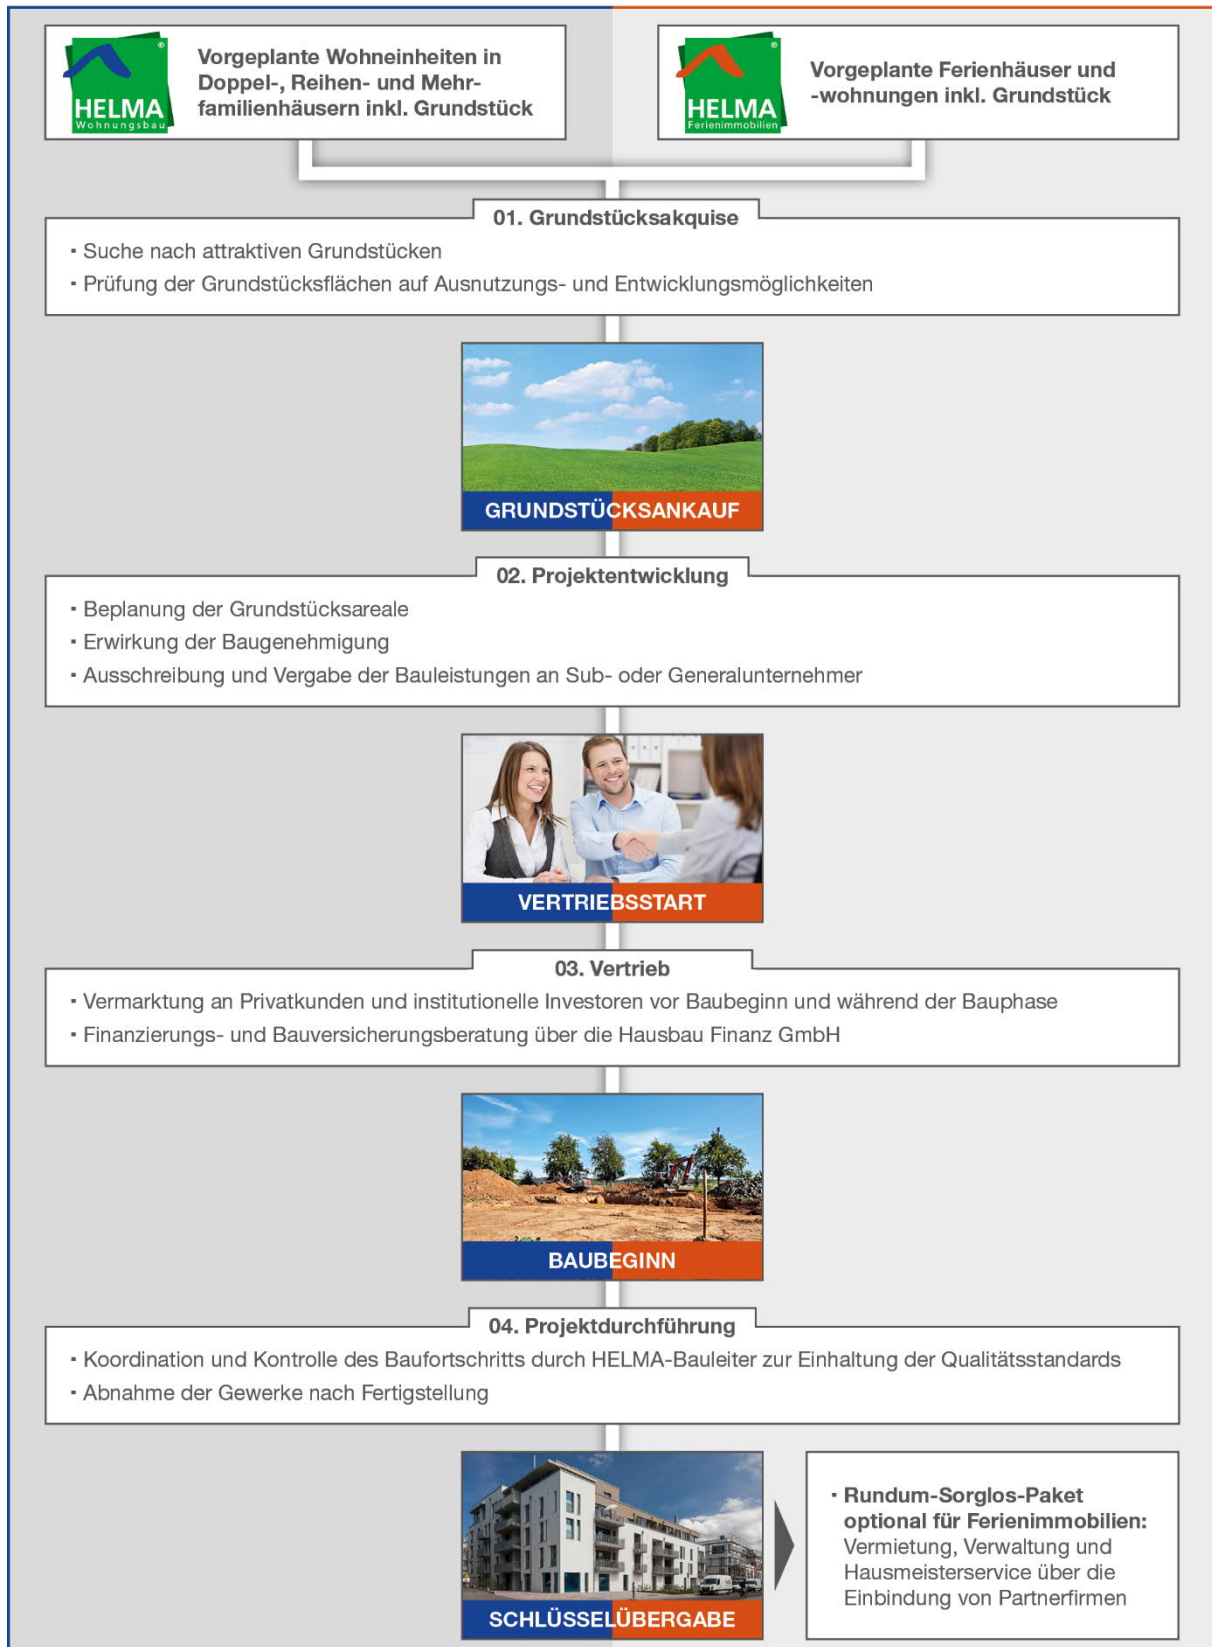 HELMA
Wohnungsbau
®
Vorgeplante Wohneinheiten in
Doppel-, Reihen- und Mehr-
familienhäusern inkl. Grundstück
HELMA
Ferienimmobilien
®
Vorgeplante Ferienhäuser und
-wohnungen inkl. Grundstück
01. Grundstücksakquise
▪ Suche nach attraktiven Grundstücken
▪ Prüfung der Grundstücksflächen auf Ausnutzungs- und Entwicklungsmöglichkeiten
GRUNDSTÜCKSANKAUF
02. Projektentwicklung
▪ Beplanung der Grundstücksareale
▪ Erwirkung der Baugenehmigung
▪ Ausschreibung und Vergabe der Bauleistungen an Sub- oder Generalunternehmer
VERTRIEBSSTART
03. Vertrieb
▪ Vermarktung an Privatkunden und institutionelle Investoren vor Baubeginn und während der Bauphase
▪ Finanzierungs- und Bauversicherungsberatung über die Hausbau Finanz GmbH
BAUBEGINN
04. Projektdurchführung
▪ Koordination und Kontrolle des Baufortschritts durch HELMA-Bauleiter zur Einhaltung der Qualitätsstandards
▪ Abnahme der Gewerke nach Fertigstellung
SCHLÜSSELÜBERGABE
▪ Rundum-Sorglos-Paket
optional für Ferienimmobilien:
Vermietung, Verwaltung und
Hausmeisterservice über die
Einbindung von Partnerfirmen